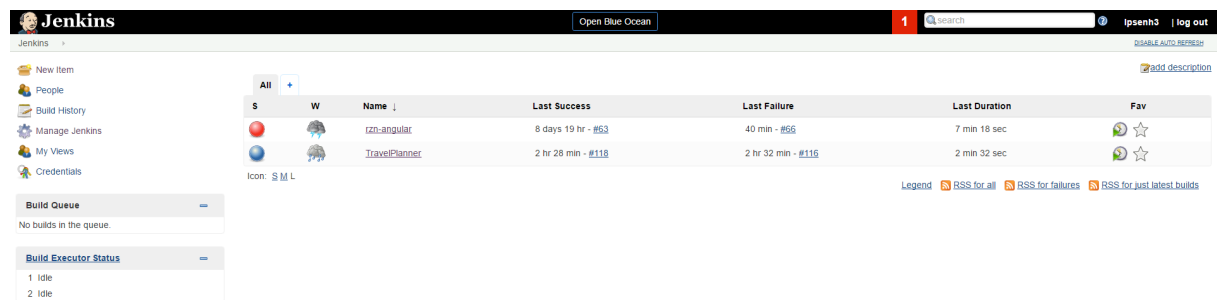 Jenkins
Open Blue Ocean
1
search
lpsenh3 | log out
Jenkins
DISABLE AUTO REFRESH
New Item
People
Build History
Manage Jenkins
My Views
Credentials
Build Queue
No builds in the queue.
Build Executor Status
1 Idle
2 Idle
add description
All +
S W Name ↓ Last Success Last Failure Last Duration Fav
rzn-angular 8 days 19 hr - #63 40 min - #66 7 min 18 sec
TravelPlanner 2 hr 28 min - #118 2 hr 32 min - #116 2 min 32 sec
Icon: S M L
Legend RSS for all RSS for failures RSS for just latest builds